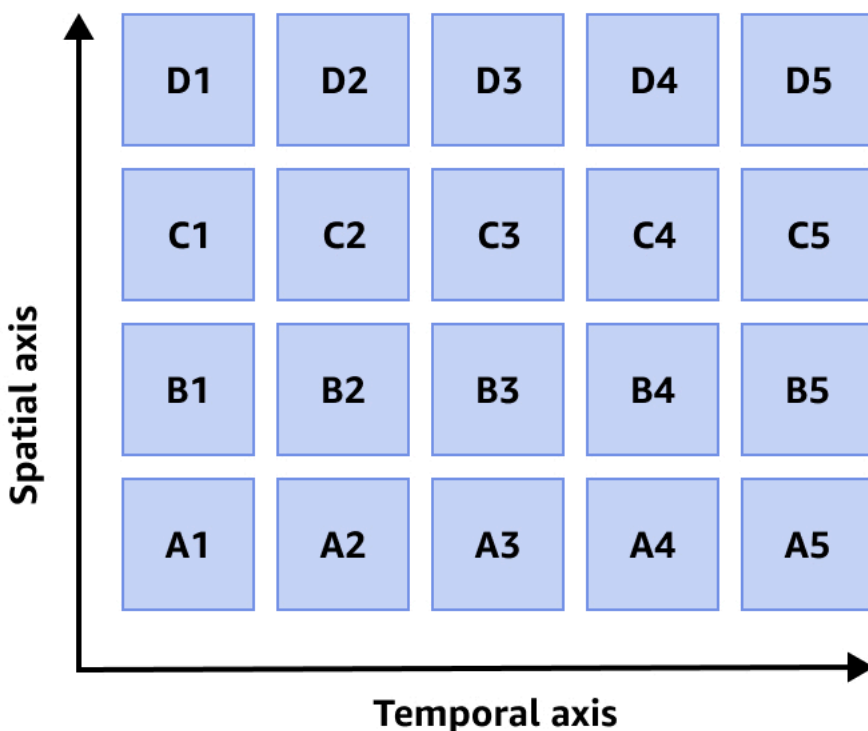 D1 D2 D3 D4 D5
C1 C2 C3 C4 C5
B1 B2 B3 B4 B5
A1 A2 A3 A4 A5
Spatial axis
Temporal axis